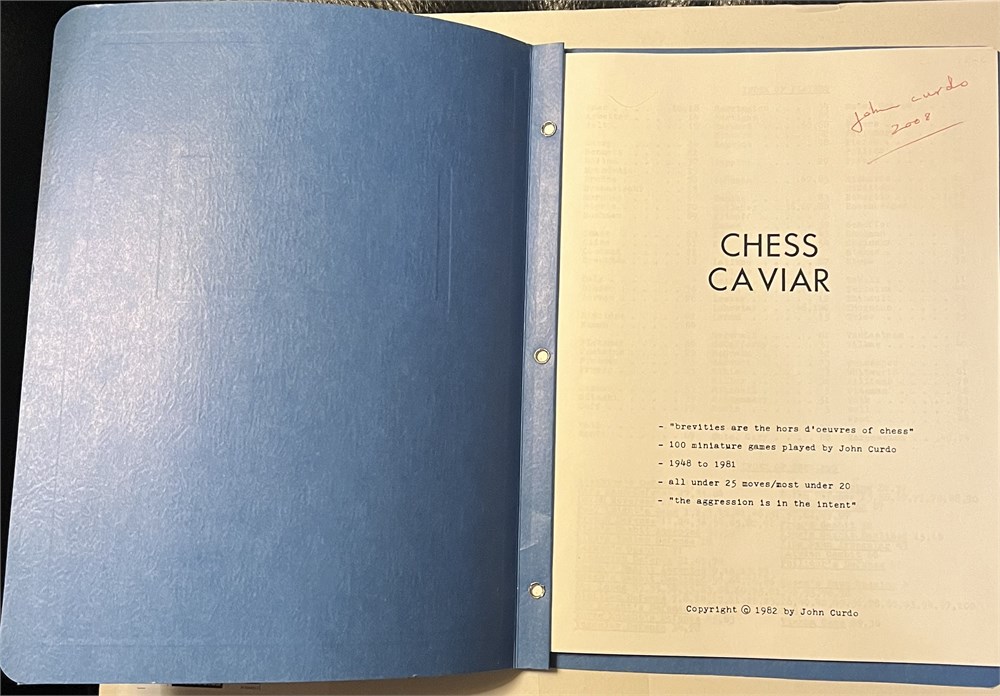 john curdo
2008
CHESS
CAVIAR
- "brevities are the hors d'oeuvres of chess"
- 100 miniature games played by John Curdo
- 1948 to 1981
- all under 25 moves/most under 20
- "the aggression is in the intent"
Copyright © 1982 by John Curdo